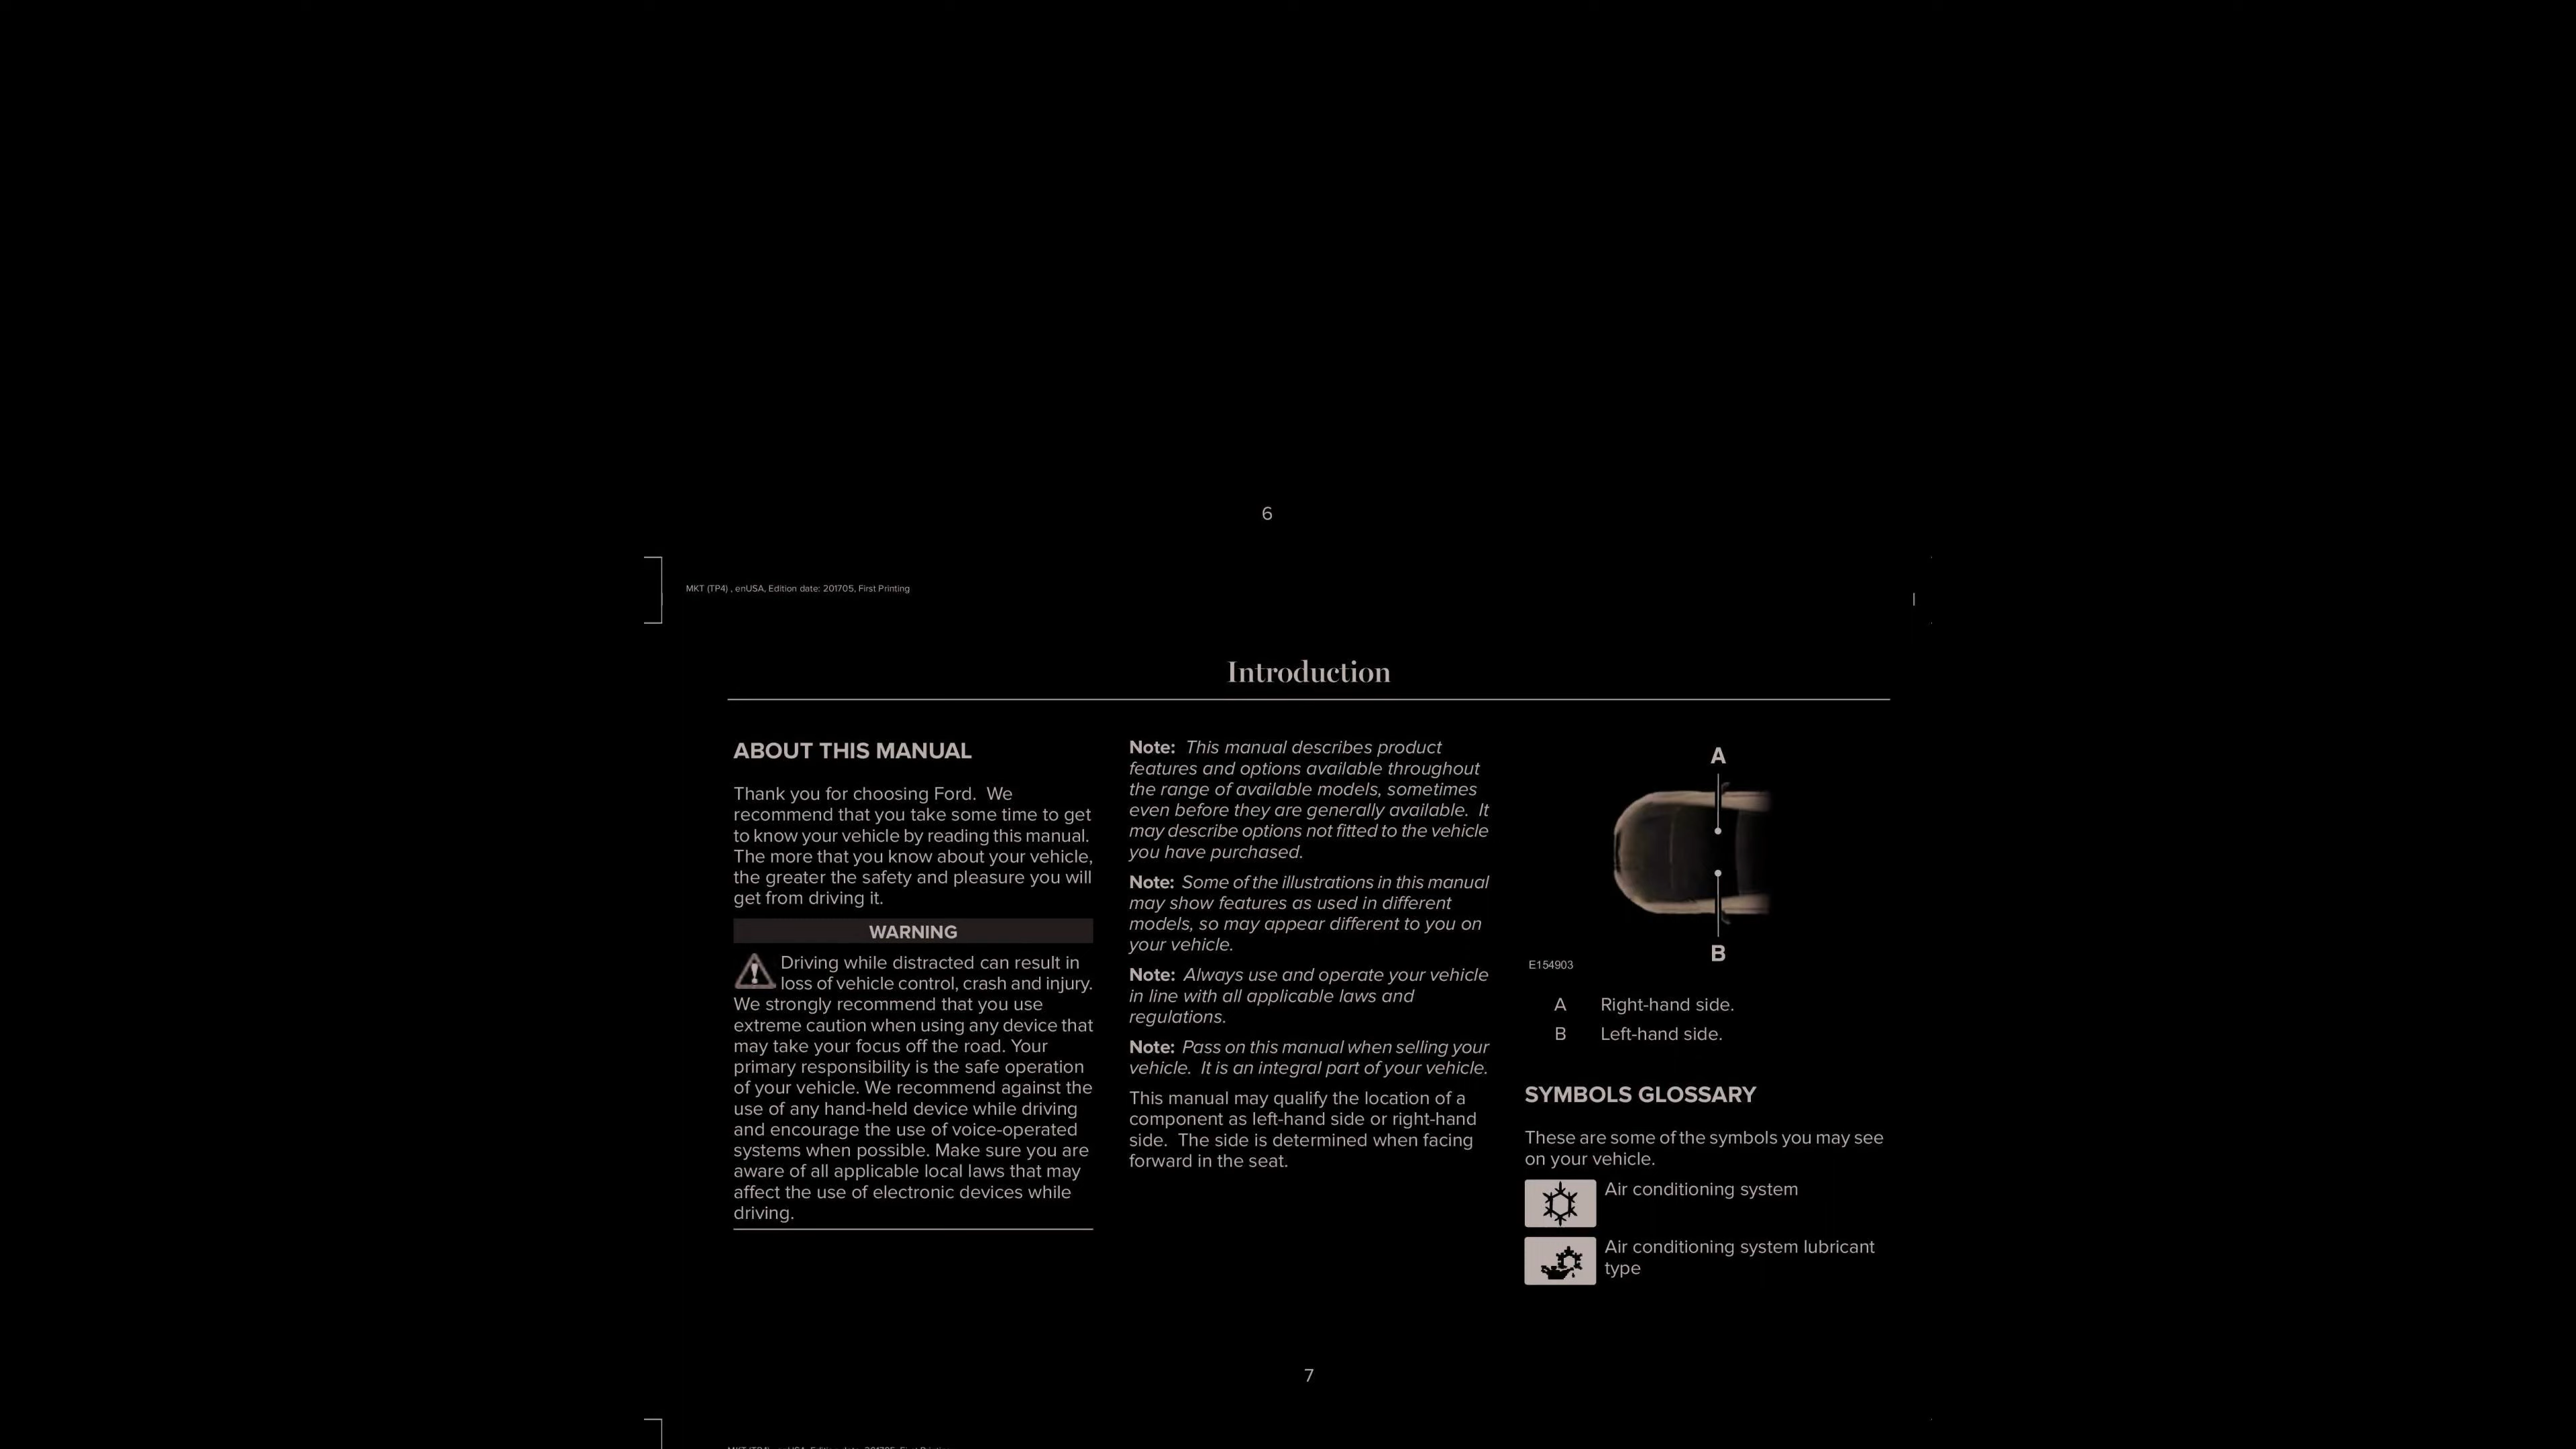 6
MKT (TP4) , enUSA, Edition date: 201705, First Printing
Introduction
ABOUT THIS MANUAL
Thank you for choosing Ford.  We
recommend that you take some time to get
to know your vehicle by reading this manual.
The more that you know about your vehicle,
the greater the safety and pleasure you will
get from driving it.
WARNING
Driving while distracted can result in
loss of vehicle control, crash and injury.
We strongly recommend that you use
extreme caution when using any device that
may take your focus off the road. Your
primary responsibility is the safe operation
of your vehicle. We recommend against the
use of any hand-held device while driving
and encourage the use of voice-operated
systems when possible. Make sure you are
aware of all applicable local laws that may
affect the use of electronic devices while
driving.
Note:  This manual describes product
features and options available throughout
the range of available models, sometimes
even before they are generally available.  It
may describe options not fitted to the vehicle
you have purchased.
Note:  Some of the illustrations in this manual
may show features as used in different
models, so may appear different to you on
your vehicle.
Note:  Always use and operate your vehicle
in line with all applicable laws and
regulations.
Note:  Pass on this manual when selling your
vehicle.  It is an integral part of your vehicle.
This manual may qualify the location of a
component as left-hand side or right-hand
side.  The side is determined when facing
forward in the seat.
A
B
E154903
A Right-hand side.
B Left-hand side.
SYMBOLS GLOSSARY
These are some of the symbols you may see
on your vehicle.
Air conditioning system
Air conditioning system lubricant
type
7